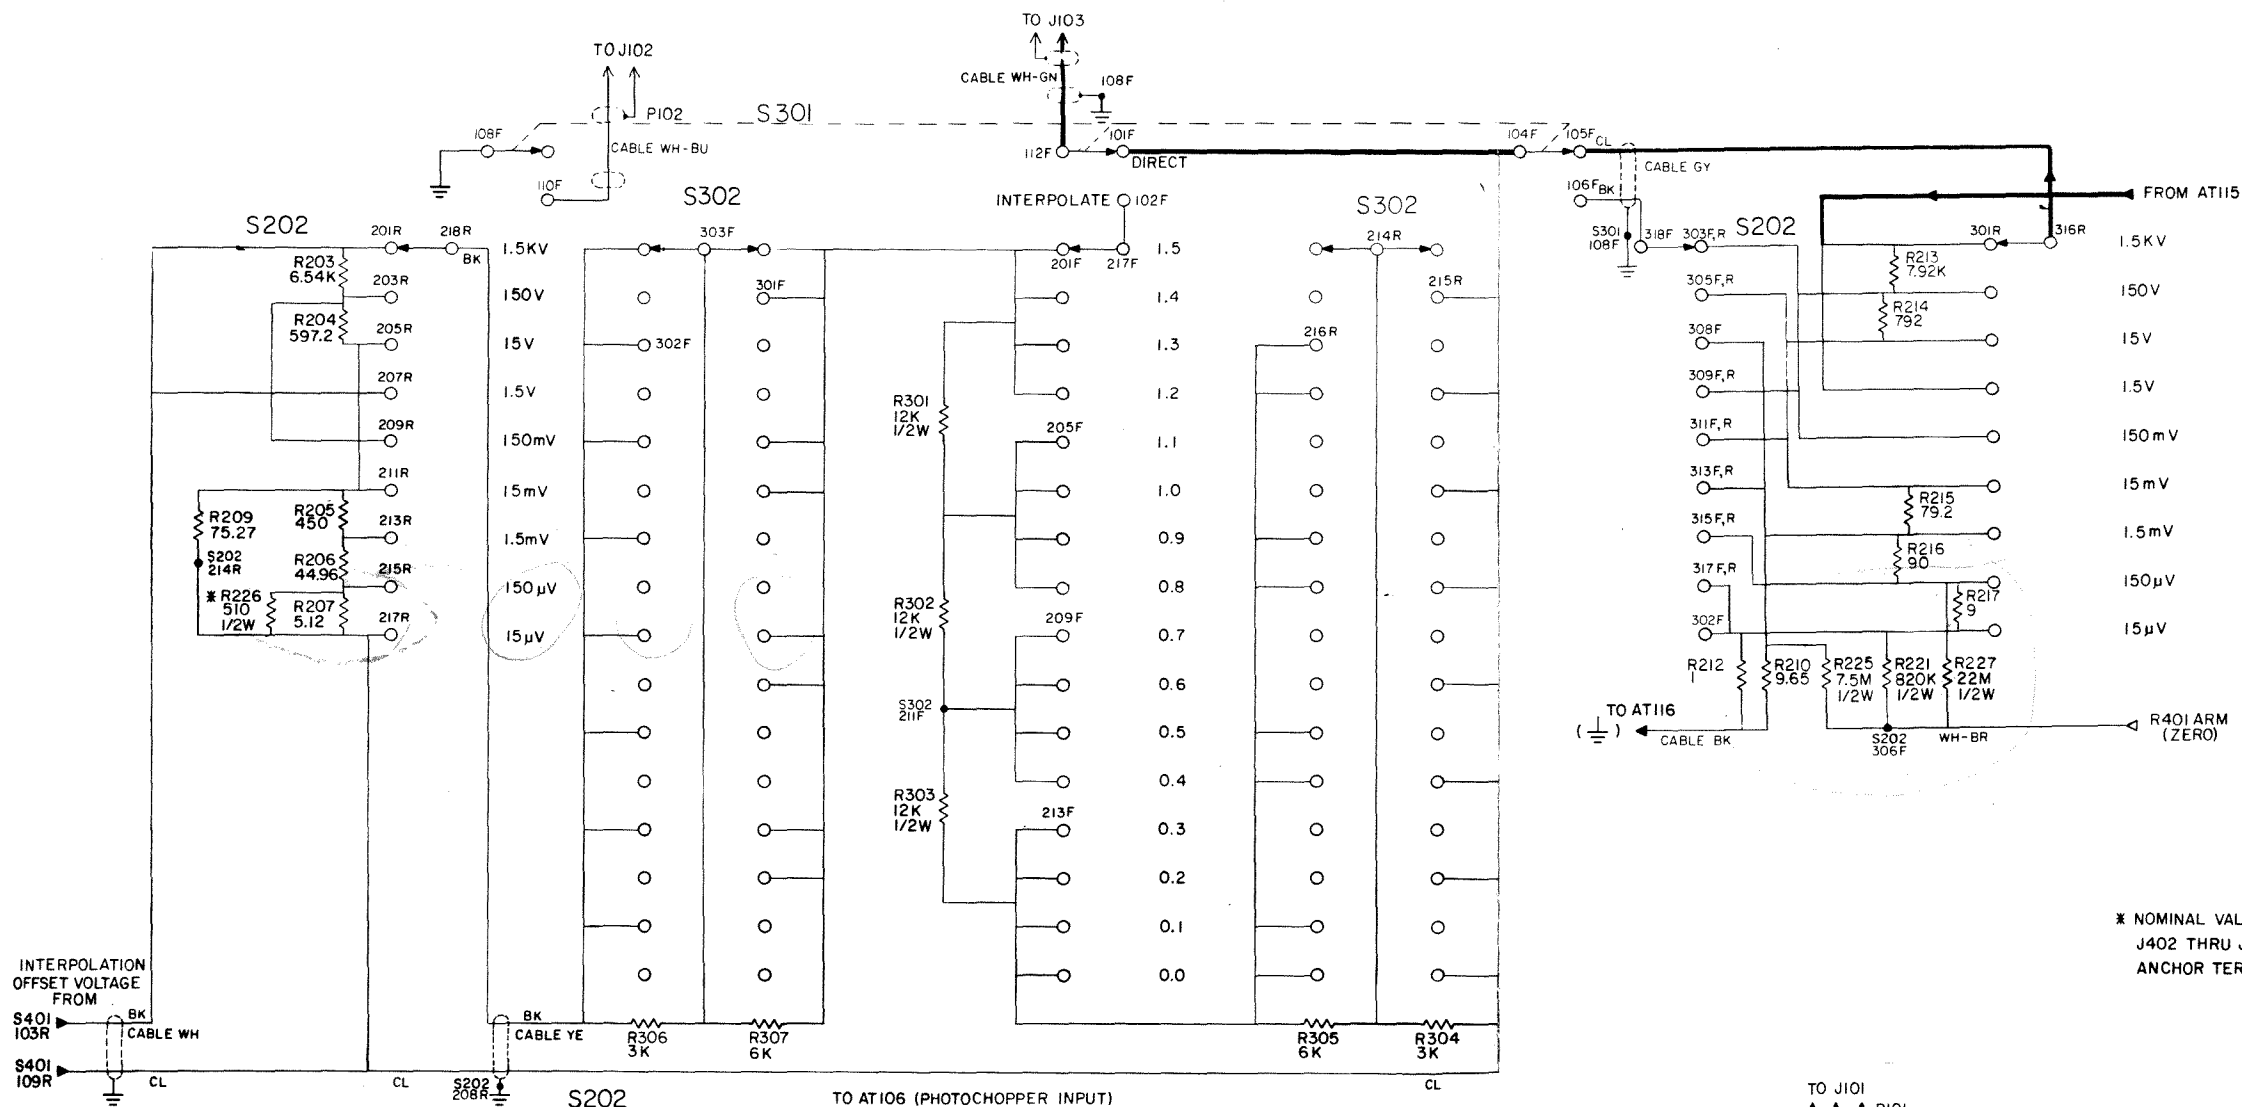 TO J103
TO J102
CABLE WH-GN
108F
P102
S301
108F
101F
104F
105F
CL
CABLE WH-BU
112F
DIRECT
CABLE GY
110F
106F
BK
S302
INTERPOLATE
102F
S302
FROM AT115
S202
201R
218R
BK
1.5KV
303F
201F
217F
1.5
214R
S301
108F
318F
303F,R
S202
301R
316R
1.5KV
R203
6.54K
203R
150V
301F
1.4
215R
305F,R
R213
7.92K
150V
R204
597.2
205R
15V
302F
1.3
216R
308F
R214
792
15V
207R
1.5V
R301
12K
1/2W
1.2
309F,R
1.5V
209R
150mV
205F
1.1
311F,R
150mV
211R
15mV
1.0
313F,R
15mV
R209
75.27
R205
450
213R
1.5mV
0.9
315F,R
R215
79.2
1.5mV
S202
214R
R206
44.96
215R
150µV
R302
12K
1/2W
0.8
317F,R
R216
90
150µV
* R226
510
1/2W
R207
5.12
217R
15µV
209F
0.7
302F
R217
9
15µV
R212
1
R210
9.65
R225
7.5M
1/2W
R221
820K
1/2W
R227
22M
1/2W
0.6
S302
211F
0.5
TO AT116
CABLE BK
S202
306F
WH-BR
R401 ARM
(ZERO)
R303
12K
1/2W
0.4
213F
0.3
0.2
0.1
0.0
* NOMINAL VAL
J402 THRU J
ANCHOR TER
INTERPOLATION
OFFSET VOLTAGE
FROM
S401
103R
BK
CABLE WH
BK
CABLE YE
R306
3K
R307
6K
R305
6K
R304
3K
S401
109R
CL
CL
S202
208R
S202
TO AT106 (PHOTOCHOPPER INPUT)
CL
TO J101